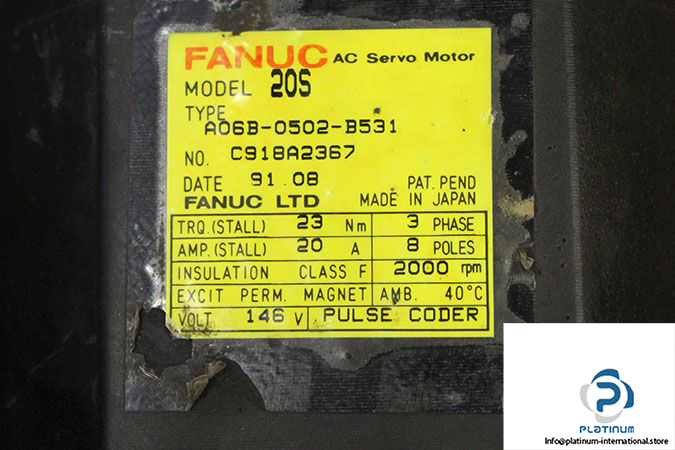 FANUC AC Servo Motor
MODEL 20S
TYPE A06B-0502-B531
NO. C918A2367
DATE 91.08 PAT. PEND
FANUC LTD MADE IN JAPAN
TRQ.(STALL) 23 Nm 3 PHASE
AMP.(STALL) 20 A 8 POLES
INSULATION CLASS F 2000 rpm
EXCIT PERM. MAGNET AMB. 40°C
VOLT 146 V PULSE CODER
PLATINUM
Info@platinum-international.store